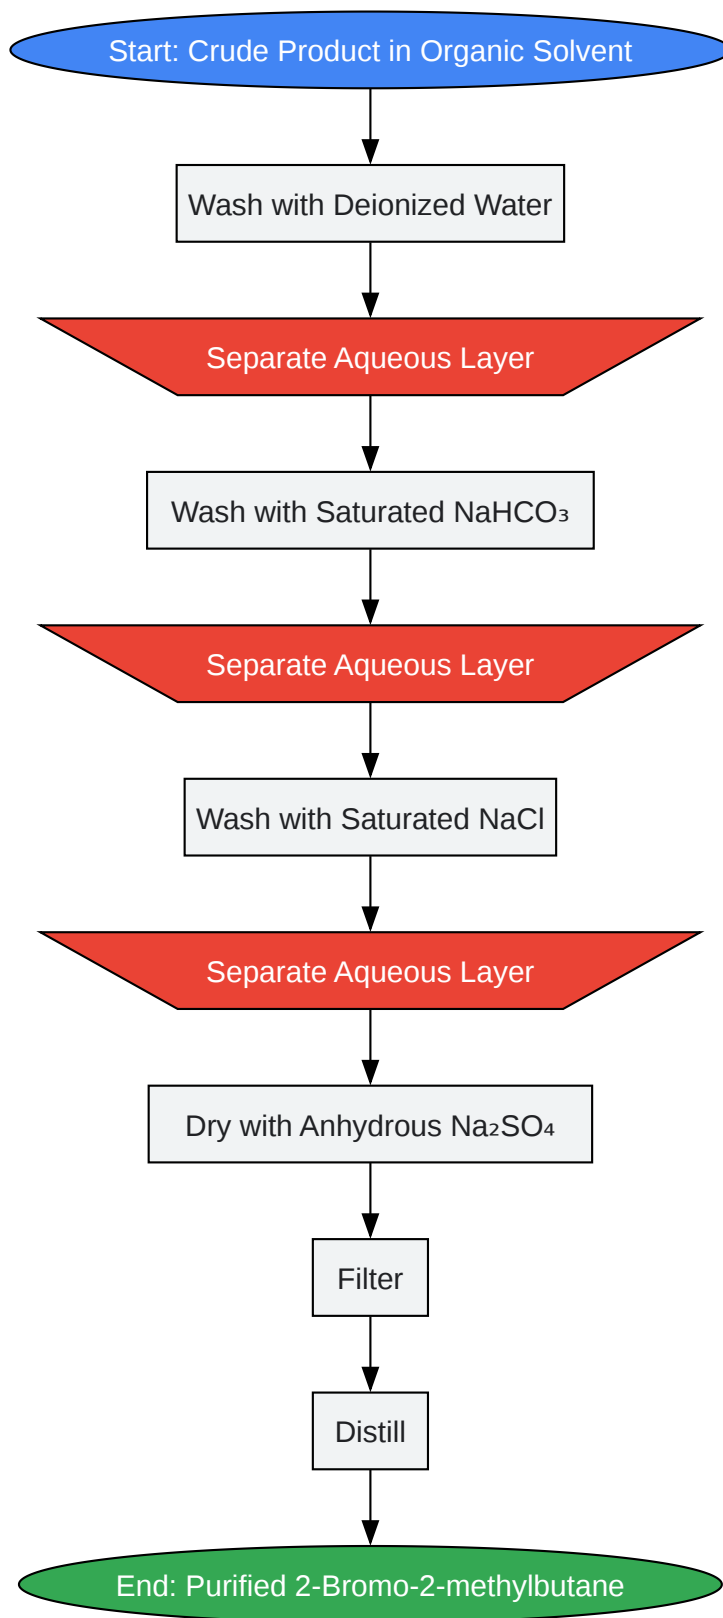 Start: Crude Product in Organic Solvent
Wash with Deionized Water
Separate Aqueous Layer
Wash with Saturated NaHCO₃
Separate Aqueous Layer
Wash with Saturated NaCl
Separate Aqueous Layer
Dry with Anhydrous Na₂SO₄
Filter
Distill
End: Purified 2-Bromo-2-methylbutane